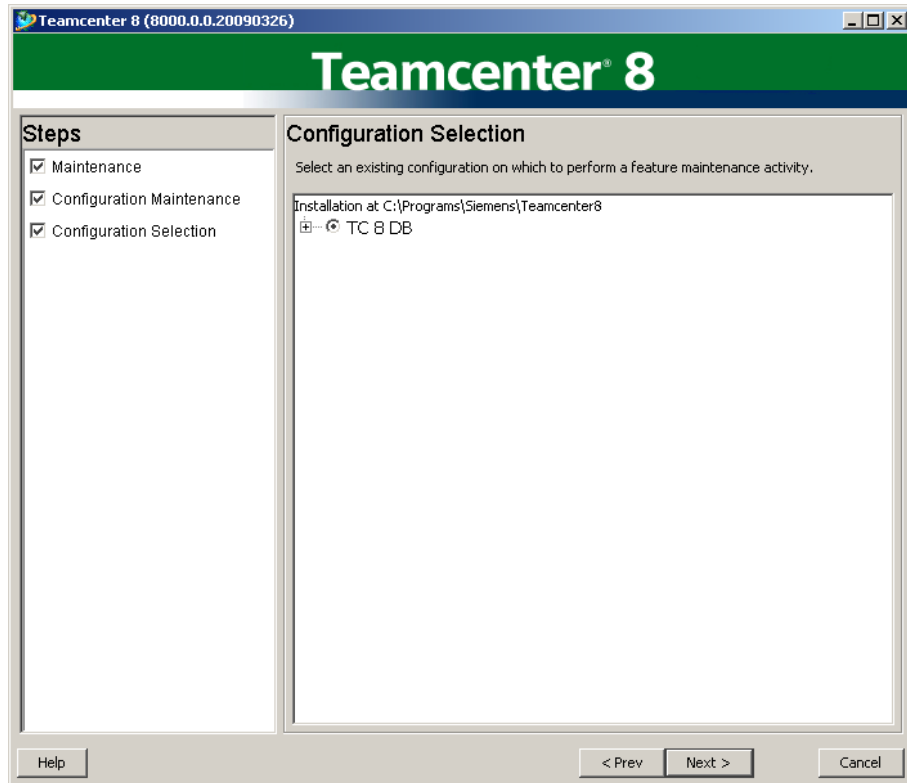 Teamcenter 8 (8000.0.0.20090326)
Teamcenter® 8
Steps
Maintenance
Configuration Maintenance
Configuration Selection
Configuration Selection
Select an existing configuration on which to perform a feature maintenance activity.
Installation at C:\Programs\Siemens\Teamcenter8
TC 8 DB
Help
< Prev
Next >
Cancel